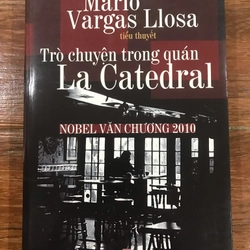 Mario
Vargas Llosa
tiểu thuyết
Trò chuyện trong quán
La Catedral
NOBEL VĂN CHƯƠNG 2010